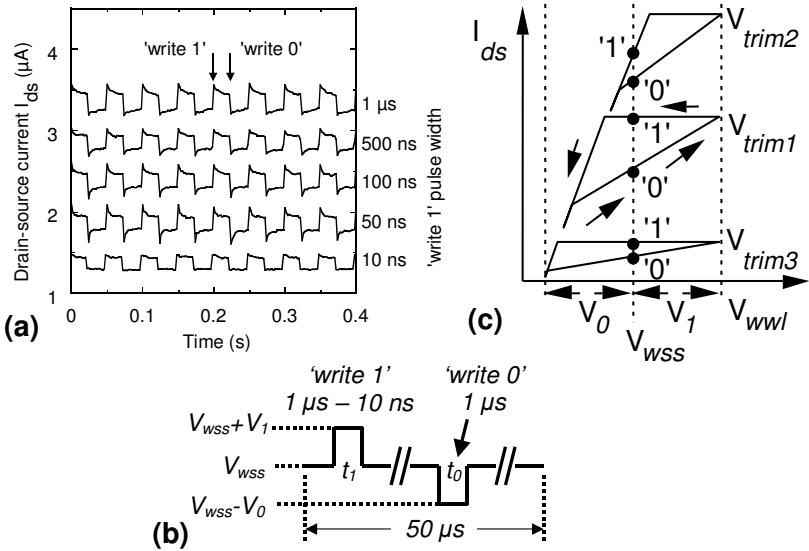 Drain-source current I_ds (μA)
4
3
2
1
'write 1' 'write 0'
1 μs
500 ns
100 ns
50 ns
10 ns
'write 1' pulse width
0 0.1 0.2 0.3 0.4
Time (s)
(a)
I_ds
V_trim2
'1'
'0'
V_trim1
'1'
'0'
V_trim3
'1'
'0'
V_0 V_1 V_wwl
V_wss
(c)
'write 1' 'write 0'
1 μs – 10 ns 1 μs
V_wss+V_1
V_wss t_1 t_0
V_wss-V_0
50 μs
(b)